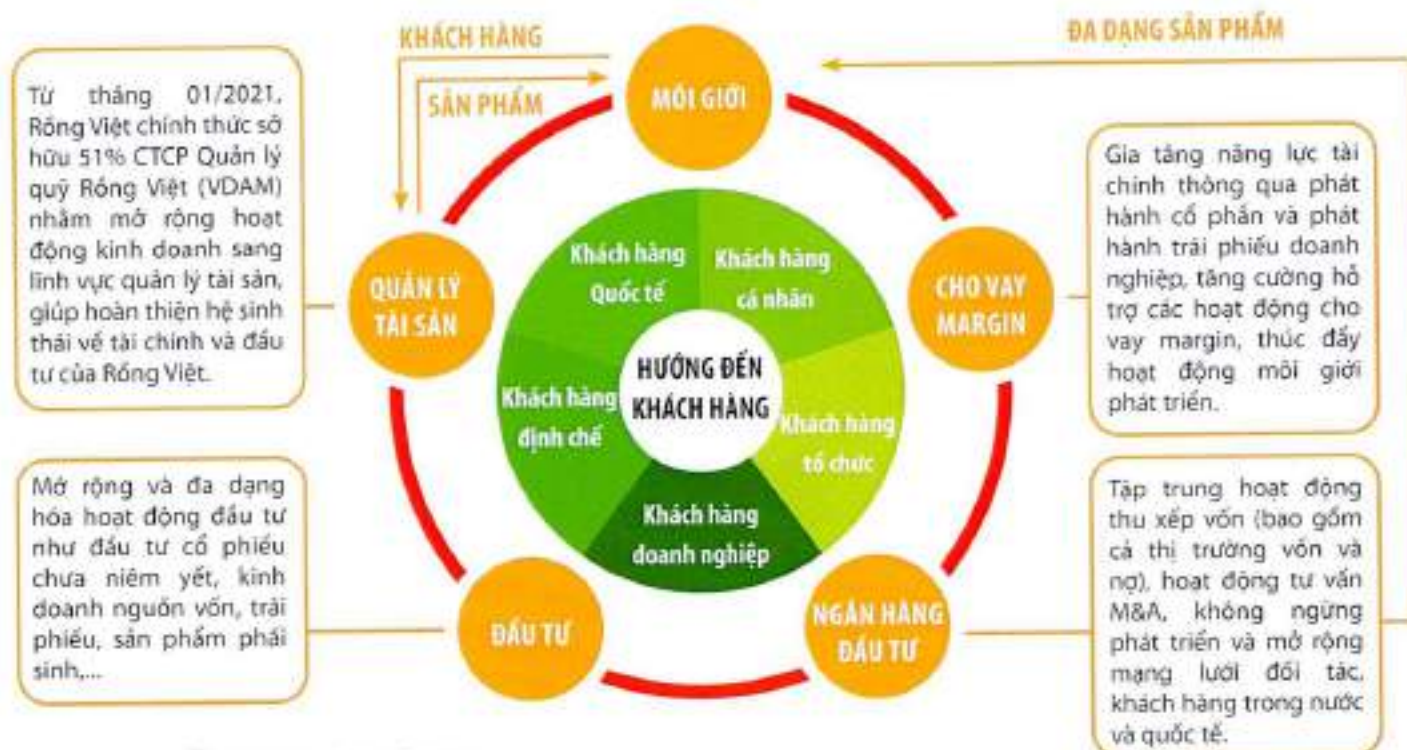 KHÁCH HÀNG
SẢN PHẨM
ĐA DẠNG SẢN PHẨM
MÔI GIỚI
Từ tháng 01/2021,
Rồng Việt chính thức sở
hữu 51% CTCP Quản lý
quỹ Rồng Việt (VDAM)
nhằm mở rộng hoạt
động kinh doanh sang
lĩnh vực quản lý tài sản,
giúp hoàn thiện hệ sinh
thái về tài chính và đầu
tư của Rồng Việt.
QUẢN LÝ
TÀI SẢN
Khách hàng
Quốc tế
Khách hàng
cá nhân
CHO VAY
MARGIN
Gia tăng năng lực tài
chính thông qua phát
hành cổ phần và phát
hành trái phiếu doanh
nghiệp, tăng cường hỗ
trợ các hoạt động cho
vay margin, thúc đẩy
hoạt động môi giới
phát triển.
HƯỚNG ĐẾN
KHÁCH HÀNG
Khách hàng
định chế
Khách hàng
tổ chức
Khách hàng
doanh nghiệp
Mở rộng và đa dạng
hóa hoạt động đầu tư
như đầu tư cổ phiếu
chưa niêm yết, kinh
doanh nguồn vốn, trái
phiếu, sản phẩm phái
sinh,...
ĐẦU TƯ
NGÂN HÀNG
ĐẦU TƯ
Tập trung hoạt động
thu xếp vốn (bao gồm
cả thị trường vốn và
nợ), hoạt động tư vấn
M&A, không ngừng
phát triển và mở rộng
mạng lưới đối tác,
khách hàng trong nước
và quốc tế.